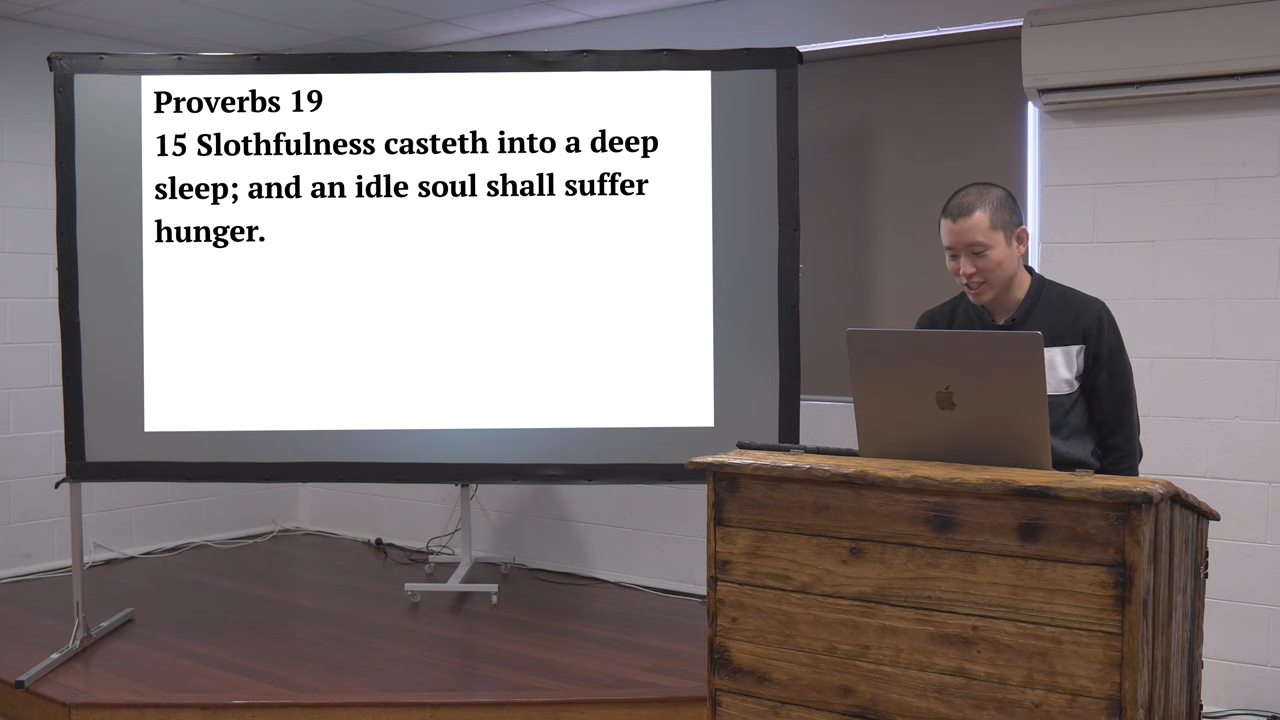 Proverbs 19
15 Slothfulness casteth into a deep
sleep; and an idle soul shall suffer
hunger.